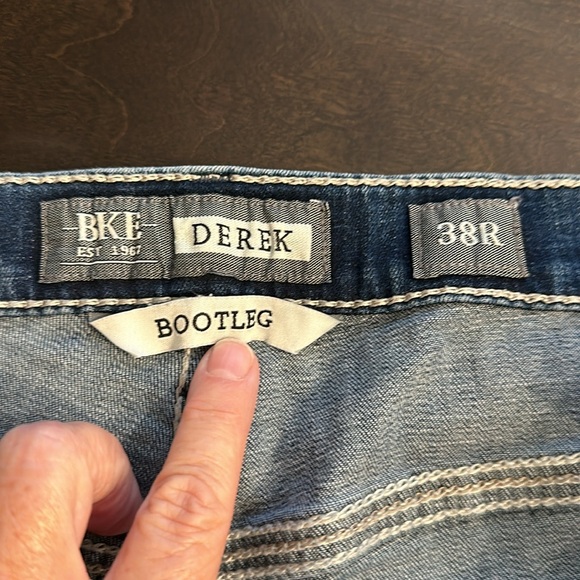 BKE
EST 1967
DEREK
38R
BOOTLEG